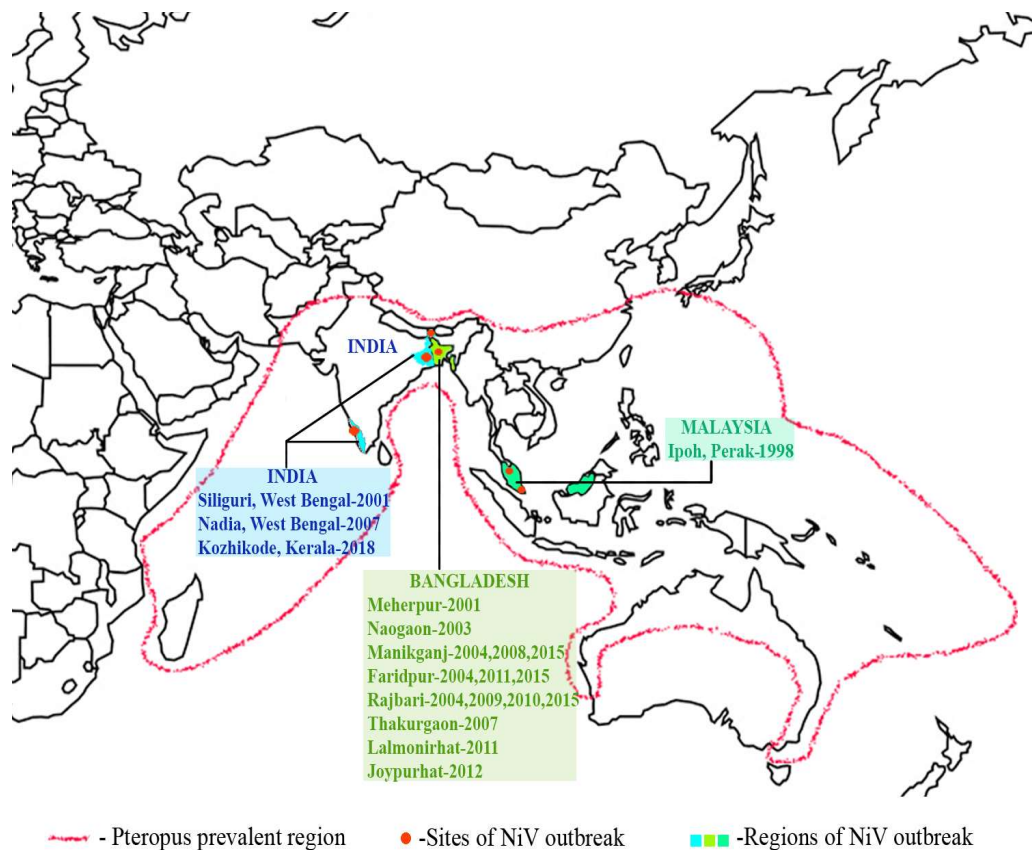 INDIA
MALAYSIA
Ipoh, Perak-1998
INDIA
Siliguri, West Bengal-2001
Nadia, West Bengal-2007
Kozhikode, Kerala-2018
BANGLADESH
Meherpur-2001
Naogaon-2003
Manikganj-2004,2008,2015
Faridpur-2004,2011,2015
Rajbari-2004,2009,2010,2015
Thakurgaon-2007
Lalmonirhat-2011
Joypurhat-2012
- Pteropus prevalent region
-Sites of NiV outbreak
-Regions of NiV outbreak